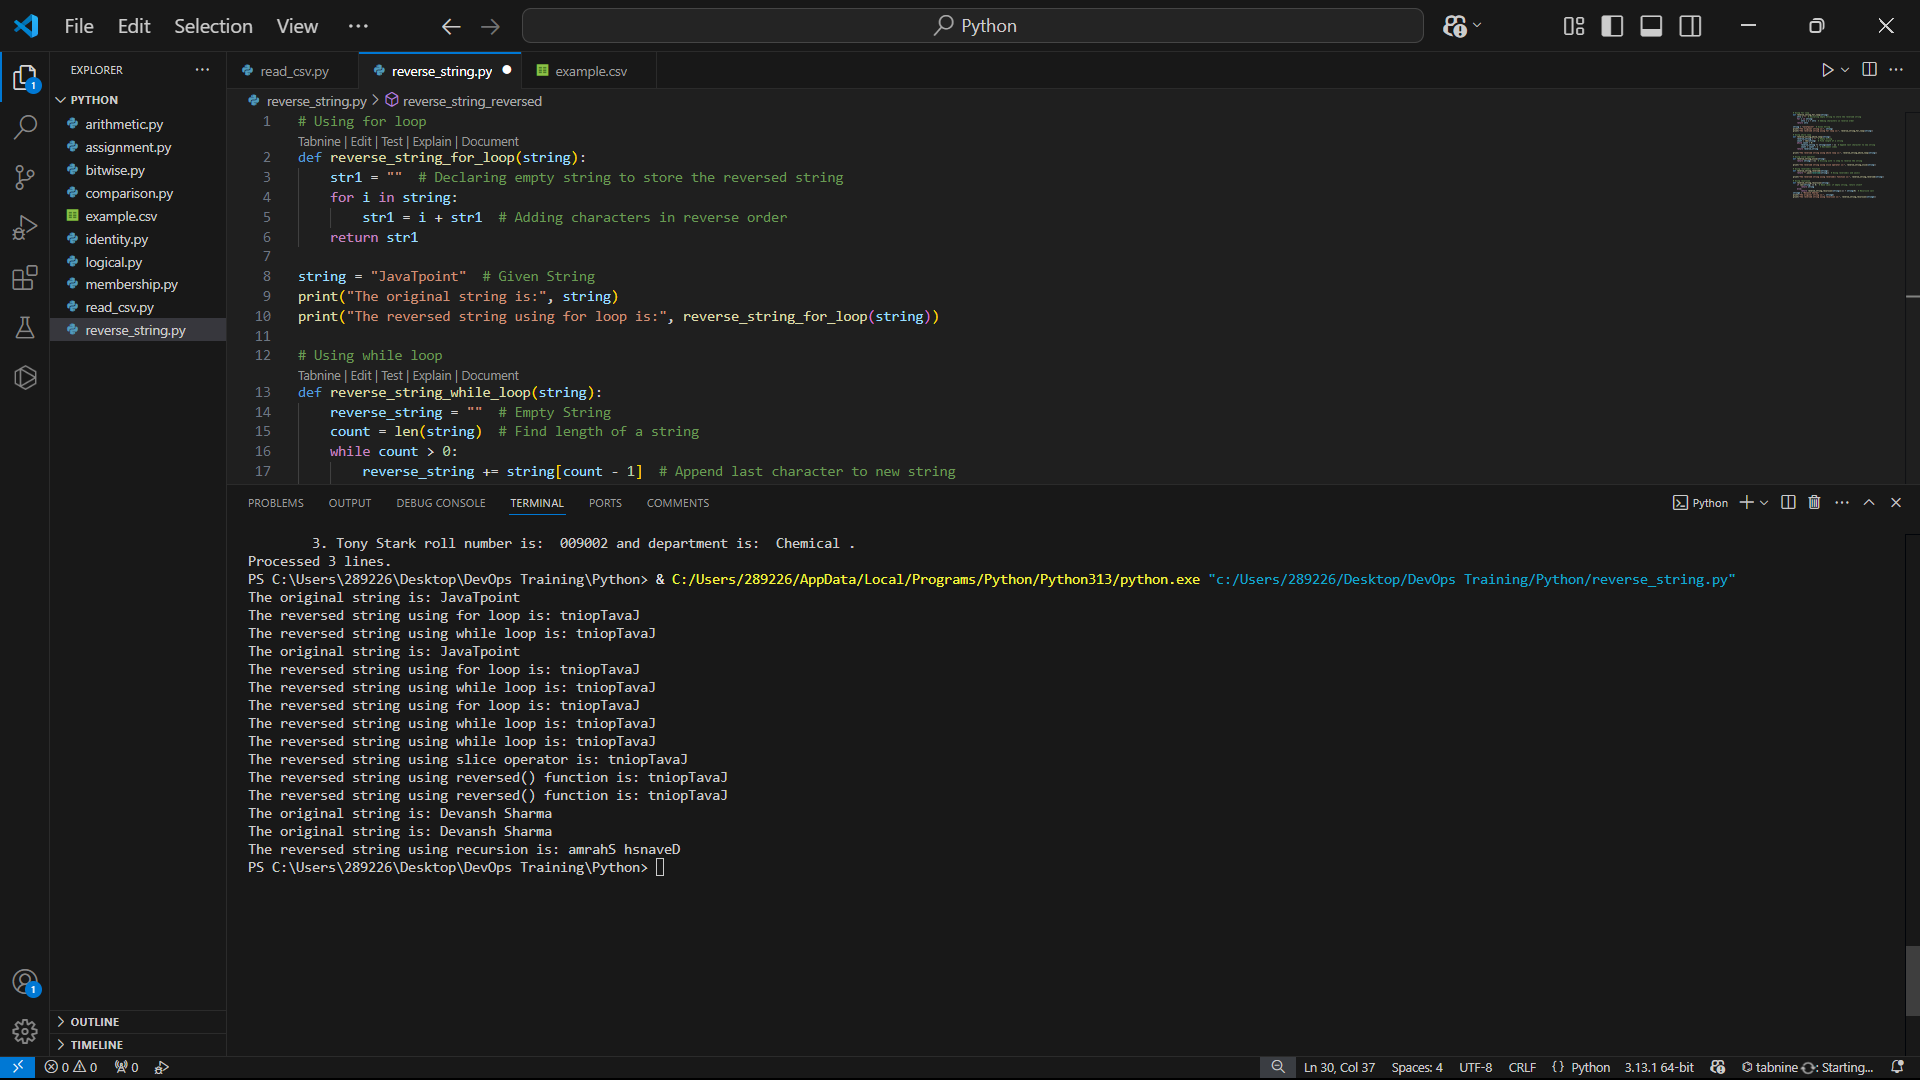 File Edit Selection View ··· Python
EXPLORER ···
PYTHON
arithmetic.py
assignment.py
bitwise.py
comparison.py
example.csv
identity.py
logical.py
membership.py
read_csv.py
reverse_string.py
OUTLINE
TIMELINE
1
1
read_csv.py reverse_string.py example.csv
reverse_string.py > reverse_string_reversed
1 # Using for loop
Tabnine | Edit | Test | Explain | Document
2 def reverse_string_for_loop(string):
3 str1 = "" # Declaring empty string to store the reversed string
4 for i in string:
5 str1 = i + str1 # Adding characters in reverse order
6 return str1
7
8 string = "JavaTpoint" # Given String
9 print("The original string is:", string)
10 print("The reversed string using for loop is:", reverse_string_for_loop(string))
11
12 # Using while loop
Tabnine | Edit | Test | Explain | Document
13 def reverse_string_while_loop(string):
14 reverse_string = "" # Empty String
15 count = len(string) # Find length of a string
16 while count > 0:
17 reverse_string += string[count - 1] # Append last character to new string
PROBLEMS OUTPUT DEBUG CONSOLE TERMINAL PORTS COMMENTS Python
3. Tony Stark roll number is: 009002 and department is: Chemical .
Processed 3 lines.
PS C:\Users\289226\Desktop\DevOps Training\Python> & C:/Users/289226/AppData/Local/Programs/Python/Python313/python.exe "c:/Users/289226/Desktop/DevOps Training/Python/reverse_string.py"
The original string is: JavaTpoint
The reversed string using for loop is: tniopTavaJ
The reversed string using while loop is: tniopTavaJ
The original string is: JavaTpoint
The reversed string using for loop is: tniopTavaJ
The reversed string using while loop is: tniopTavaJ
The reversed string using for loop is: tniopTavaJ
The reversed string using while loop is: tniopTavaJ
The reversed string using while loop is: tniopTavaJ
The reversed string using slice operator is: tniopTavaJ
The reversed string using reversed() function is: tniopTavaJ
The reversed string using reversed() function is: tniopTavaJ
The original string is: Devansh Sharma
The original string is: Devansh Sharma
The reversed string using recursion is: amrahS hsnaveD
PS C:\Users\289226\Desktop\DevOps Training\Python>
0 0 0 Ln 30, Col 37 Spaces: 4 UTF-8 CRLF {} Python 3.13.1 64-bit tabnine : Starting...